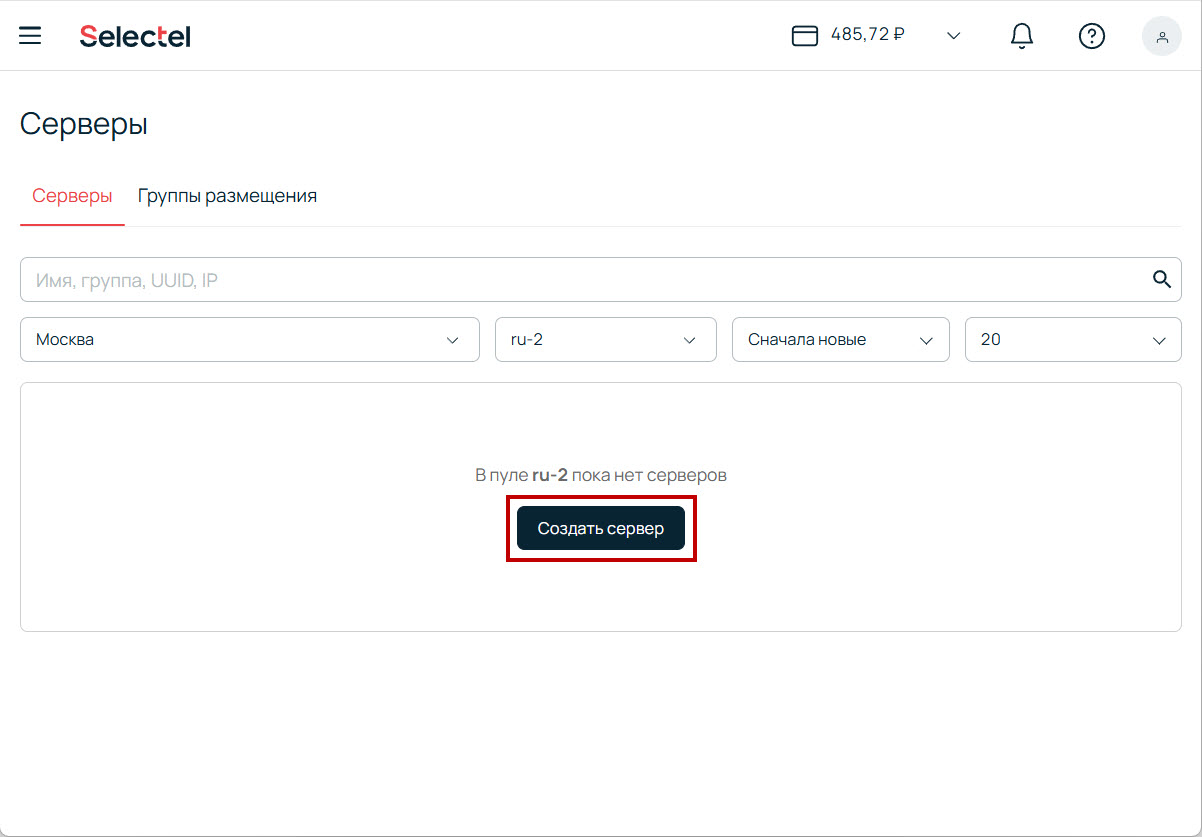 Selectel
485,72 ₽
Серверы
Серверы
Группы размещения
Имя, группа, UUID, IP
Москва
ru-2
Сначала новые
20
В пуле ru-2 пока нет серверов
Создать сервер